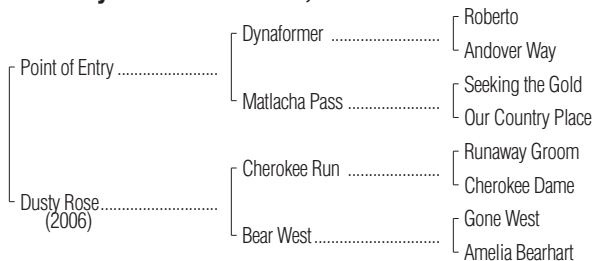 Roberto
Dynaformer
Andover Way
Point of Entry
Seeking the Gold
Matlacha Pass
Our Country Place
Runaway Groom
Cherokee Run
Cherokee Dame
Dusty Rose
(2006)
Gone West
Bear West
Amelia Bearhart